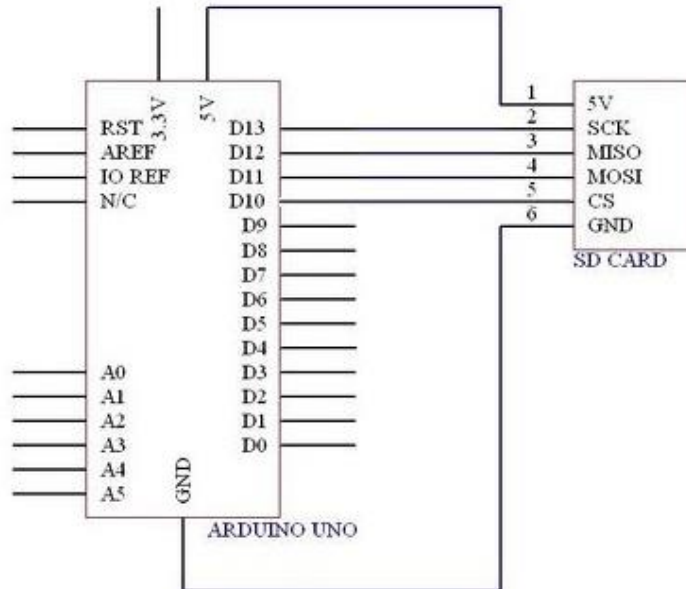 3.3V
5V
RST
AREF
IO REF
N/C
A0
A1
A2
A3
A4
A5
D13
D12
D11
D10
D9
D8
D7
D6
D5
D4
D3
D2
D1
D0
GND
ARDUINO UNO
1
2
3
4
5
6
5V
SCK
MISO
MOSI
CS
GND
SD CARD